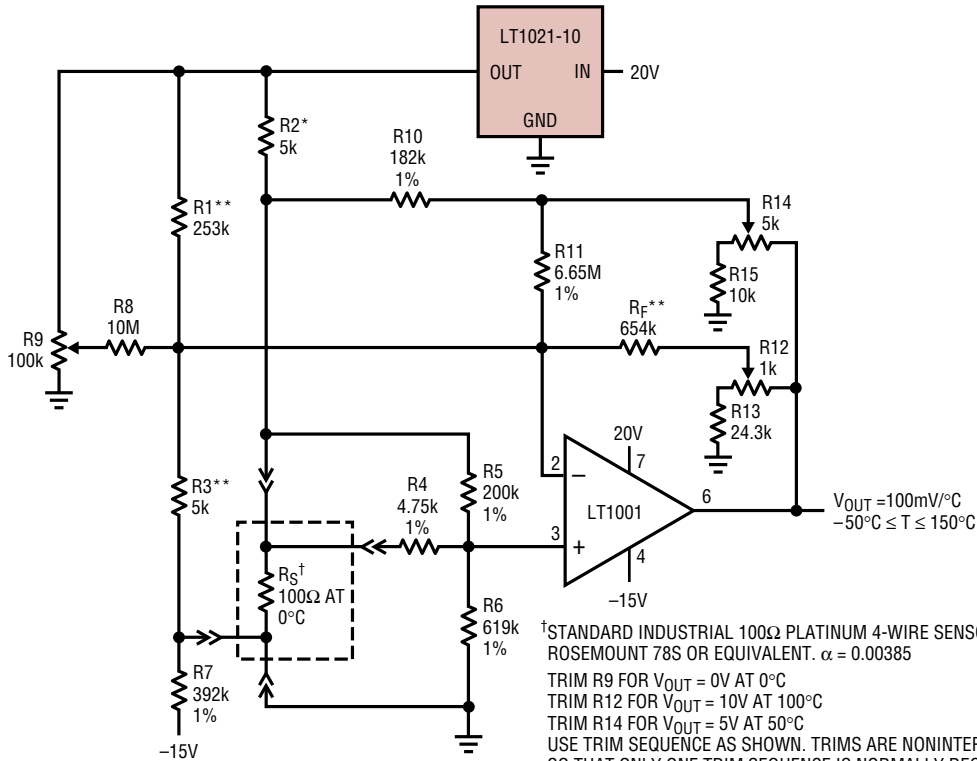 LT1021-10
OUT
IN
20V
GND
R2*
5k
R10
182k
1%
R14
5k
R1**
253k
R11
6.65M
1%
R15
10k
R8
10M
RF**
654k
R9
100k
R12
1k
R13
24.3k
20V
R3**
5k
R4
4.75k
1%
R5
200k
1%
2
7
–
LT1001
6
VOUT =100mV/°C
–50°C ≤ T ≤ 150°C
3
+
4
RS†
100Ω AT
0°C
R6
619k
1%
–15V
R7
392k
1%
–15V
†STANDARD INDUSTRIAL 100Ω PLATINUM 4-WIRE SENS
ROSEMOUNT 78S OR EQUIVALENT. α = 0.00385
TRIM R9 FOR VOUT = 0V AT 0°C
TRIM R12 FOR VOUT = 10V AT 100°C
TRIM R14 FOR VOUT = 5V AT 50°C
USE TRIM SEQUENCE AS SHOWN. TRIMS ARE NONINTER